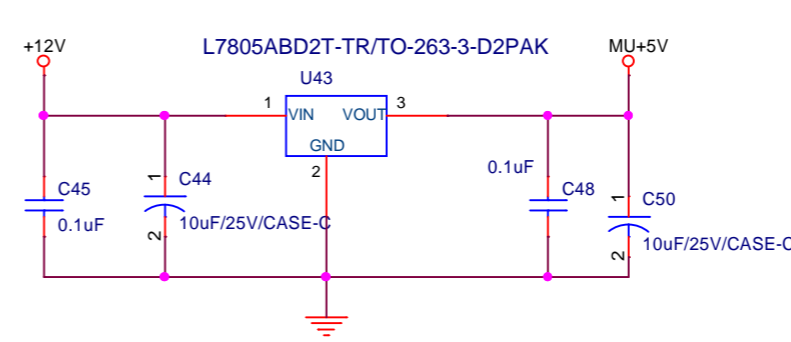 +12V
L7805ABD2T-TR/TO-263-3-D2PAK
MU+5V
U43
1
VIN
VOUT
3
GND
2
C45
0.1uF
1
C44
10uF/25V/CASE-C
2
0.1uF
C48
1
C50
10uF/25V/CASE-C
2